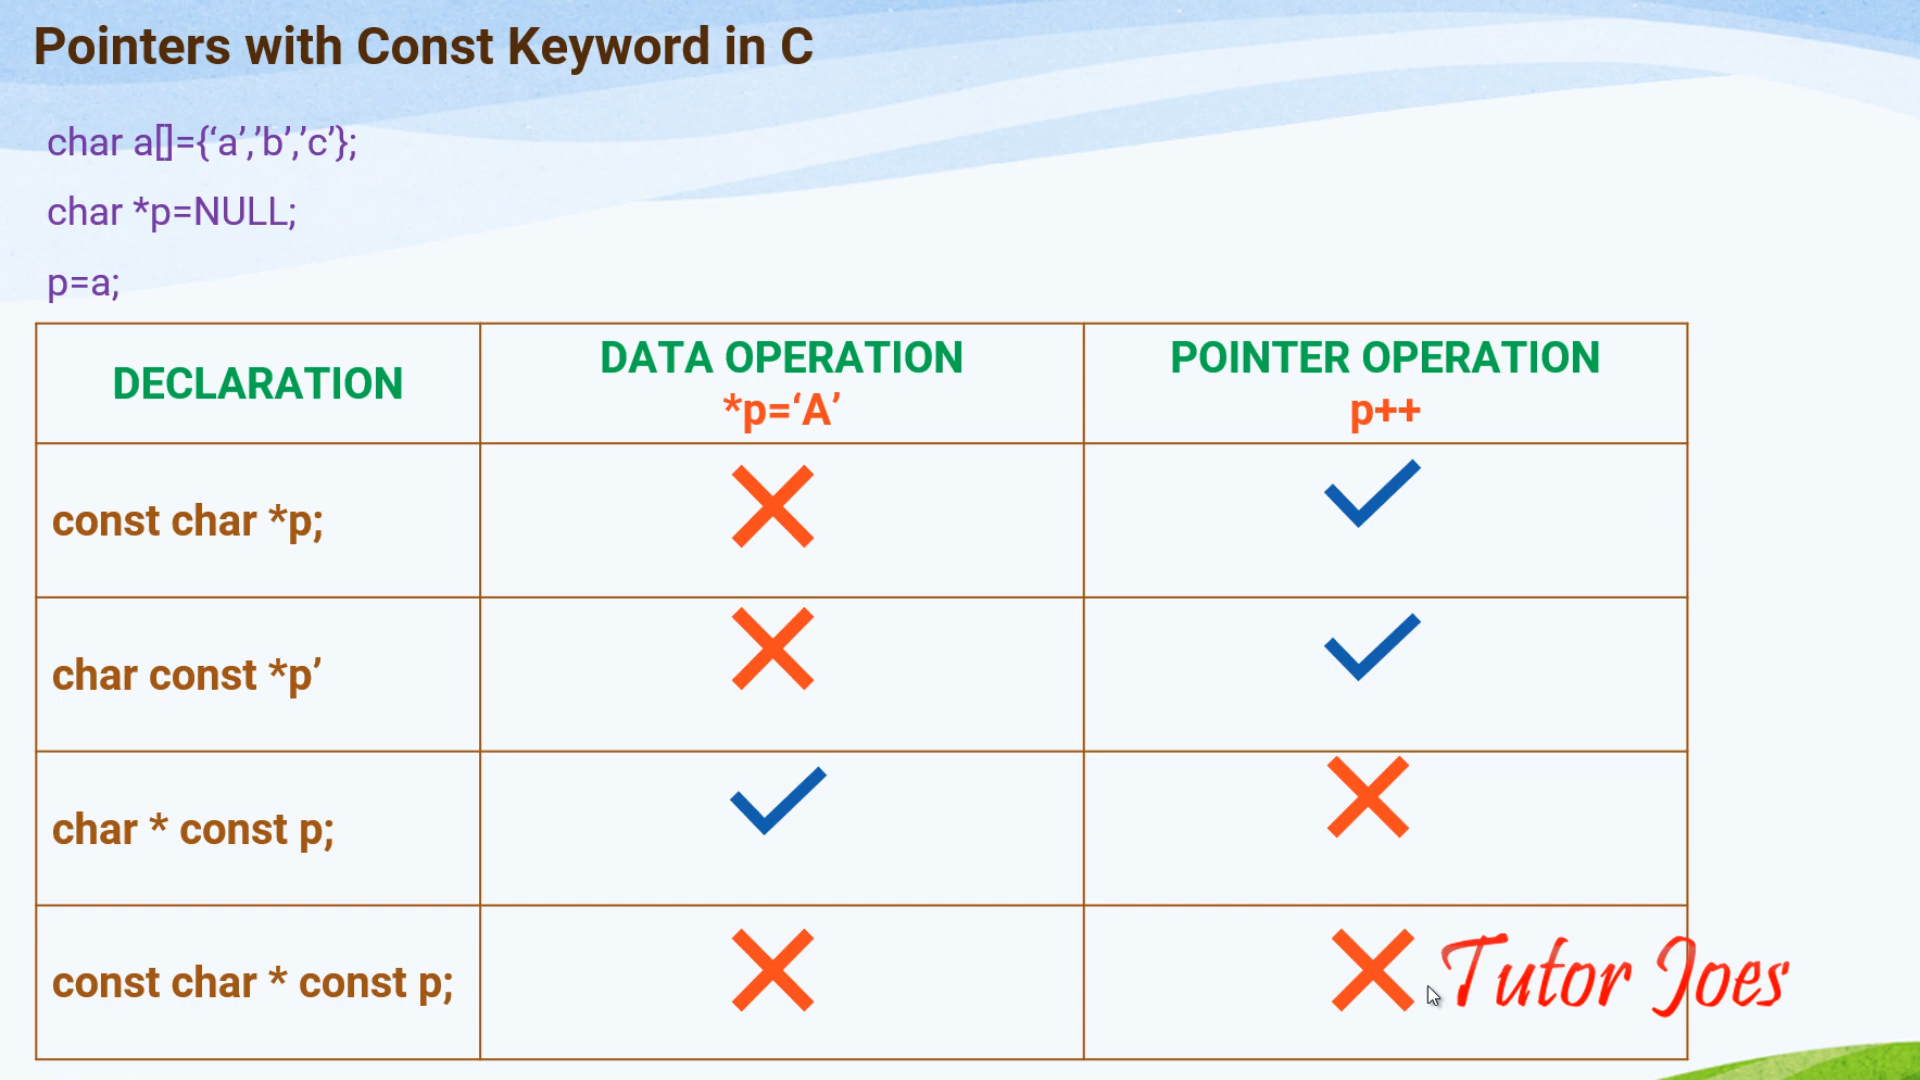 Pointers with Const Keyword in C
char a[]={‘a’,’b’,’c’};
char *p=NULL;
p=a;
DECLARATION
DATA OPERATION
*p=‘A’
POINTER OPERATION
p++
const char *p;
char const *p’
char * const p;
const char * const p;
Tutor Joes